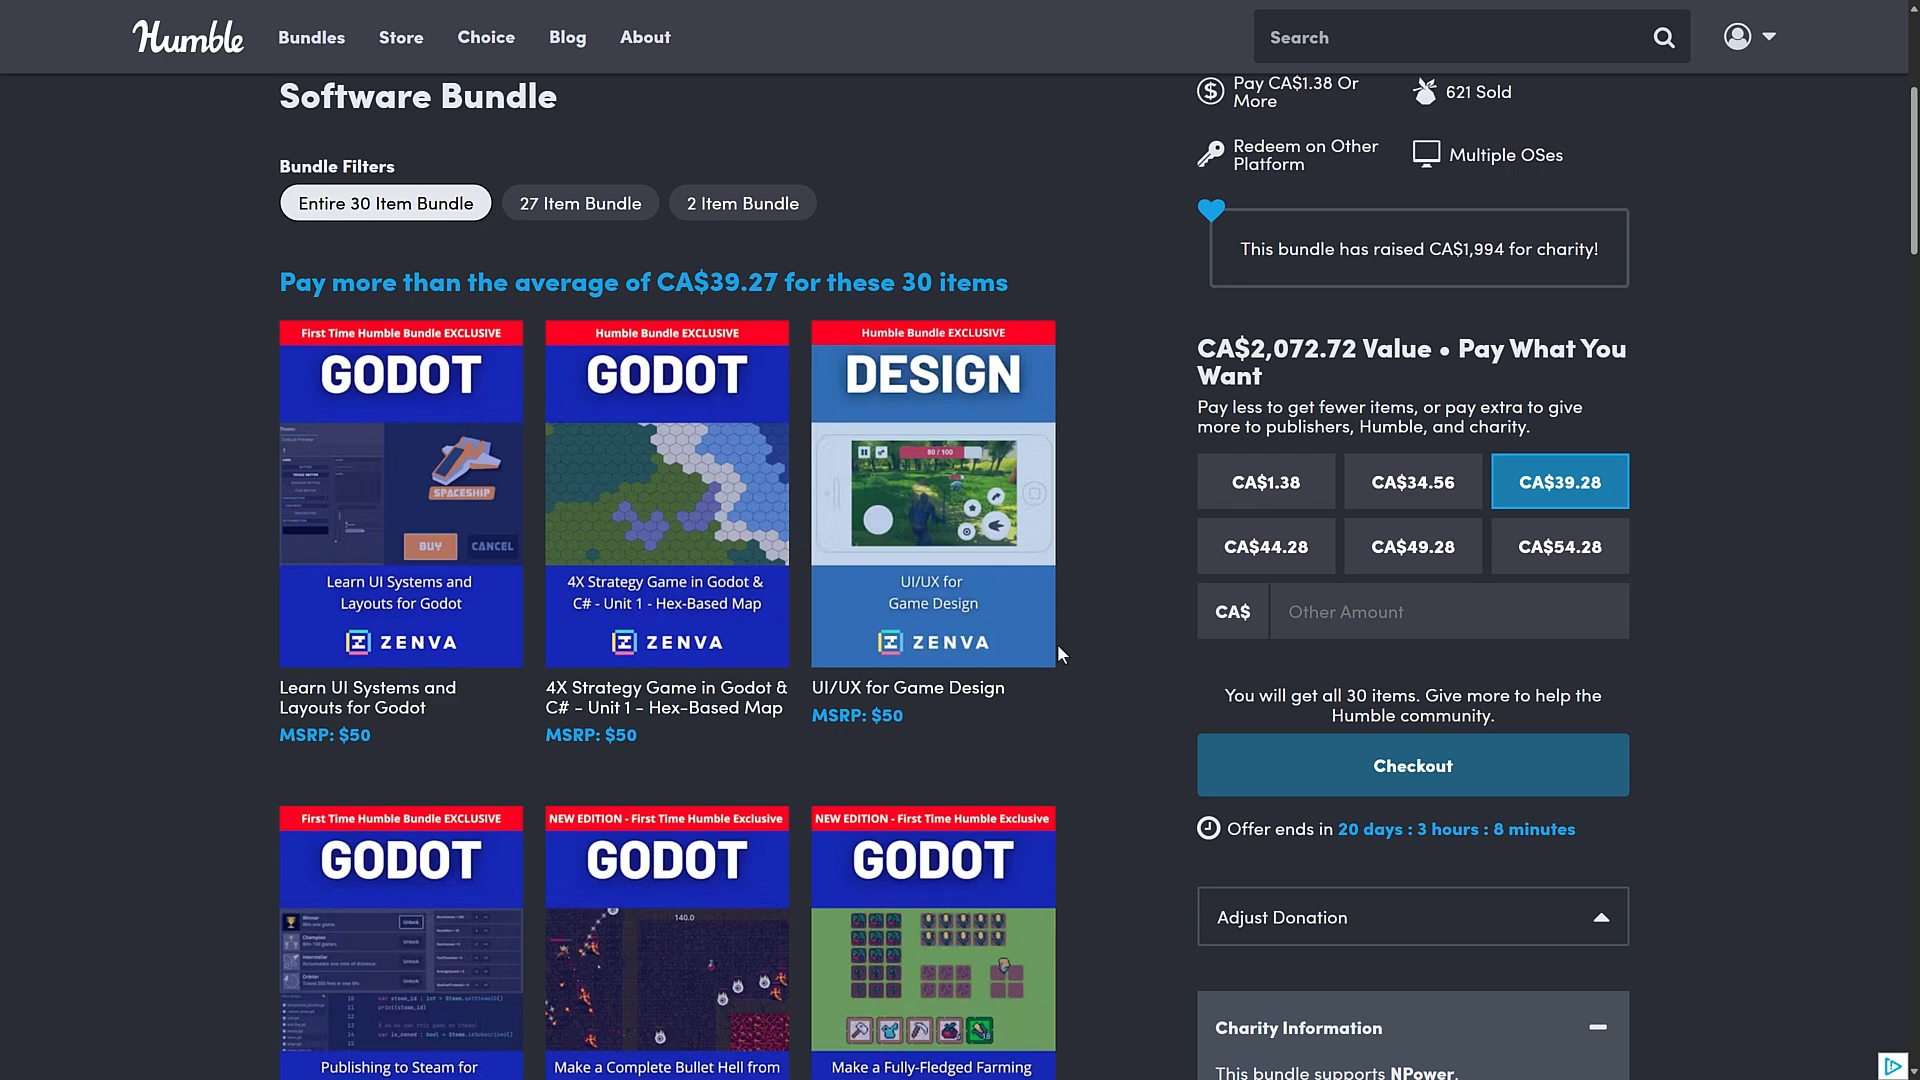 Humble
Bundles
Store
Choice
Blog
About
Search
Software Bundle
Bundle Filters
Entire 30 Item Bundle
27 Item Bundle
2 Item Bundle
Pay more than the average of CA$39.27 for these 30 items
First Time Humble Bundle EXCLUSIVE
GODOT
SPACESHIP
BUY
CANCEL
Learn UI Systems and
Layouts for Godot
ZENVA
Learn UI Systems and
Layouts for Godot
MSRP: $50
Humble Bundle EXCLUSIVE
GODOT
4X Strategy Game in Godot &
C# - Unit 1 - Hex-Based Map
ZENVA
4X Strategy Game in Godot &
C# - Unit 1 - Hex-Based Map
MSRP: $50
Humble Bundle EXCLUSIVE
DESIGN
80 / 100
UI/UX for
Game Design
ZENVA
UI/UX for Game Design
MSRP: $50
First Time Humble Bundle EXCLUSIVE
GODOT
Publishing to Steam for
NEW EDITION - First Time Humble Exclusive
GODOT
140.0
Make a Complete Bullet Hell from
NEW EDITION - First Time Humble Exclusive
GODOT
Make a Fully-Fledged Farming
Pay CA$1.38 Or
More
621 Sold
Redeem on Other
Platform
Multiple OSes
This bundle has raised CA$1,994 for charity!
CA$2,072.72 Value • Pay What You
Want
Pay less to get fewer items, or pay extra to give
more to publishers, Humble, and charity.
CA$1.38
CA$34.56
CA$39.28
CA$44.28
CA$49.28
CA$54.28
CA$
Other Amount
You will get all 30 items. Give more to help the
Humble community.
Checkout
Offer ends in 20 days : 3 hours : 8 minutes
Adjust Donation
Charity Information
This bundle supports NPower.